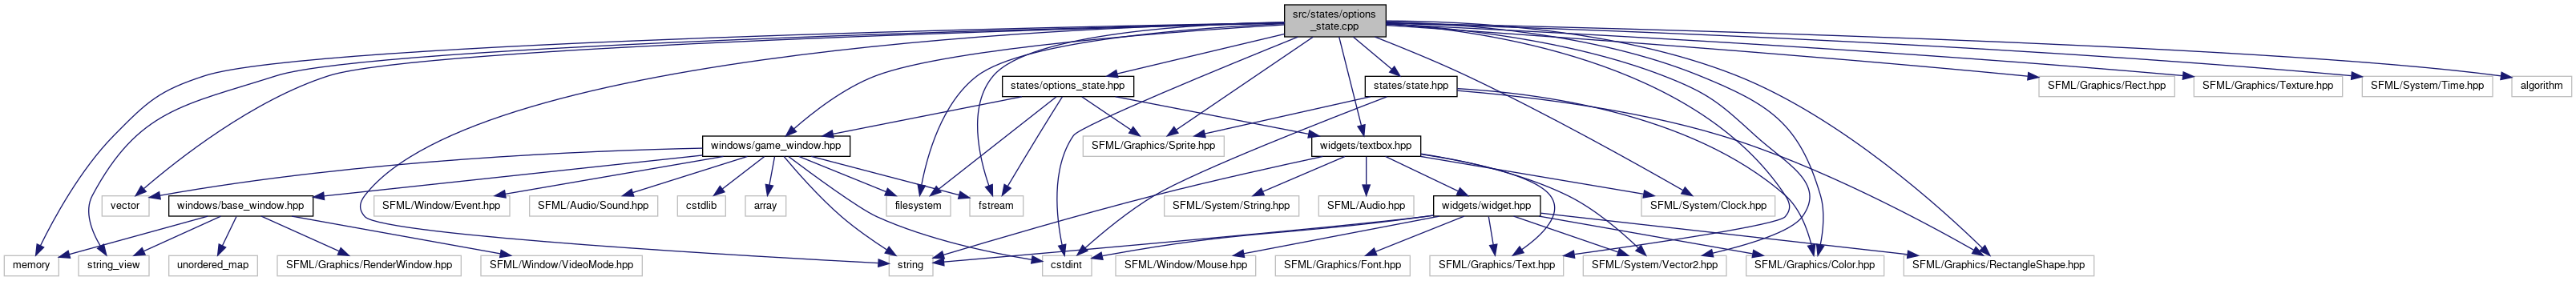 src/states/options
_state.cpp
states/options_state.hpp
states/state.hpp
SFML/Graphics/Rect.hpp
SFML/Graphics/Texture.hpp
SFML/System/Time.hpp
algorithm
windows/game_window.hpp
SFML/Graphics/Sprite.hpp
widgets/textbox.hpp
vector
windows/base_window.hpp
SFML/Window/Event.hpp
SFML/Audio/Sound.hpp
cstdlib
array
filesystem
fstream
SFML/System/String.hpp
SFML/Audio.hpp
widgets/widget.hpp
SFML/System/Clock.hpp
memory
string_view
unordered_map
SFML/Graphics/RenderWindow.hpp
SFML/Window/VideoMode.hpp
string
cstdint
SFML/Window/Mouse.hpp
SFML/Graphics/Font.hpp
SFML/Graphics/Text.hpp
SFML/System/Vector2.hpp
SFML/Graphics/Color.hpp
SFML/Graphics/RectangleShape.hpp